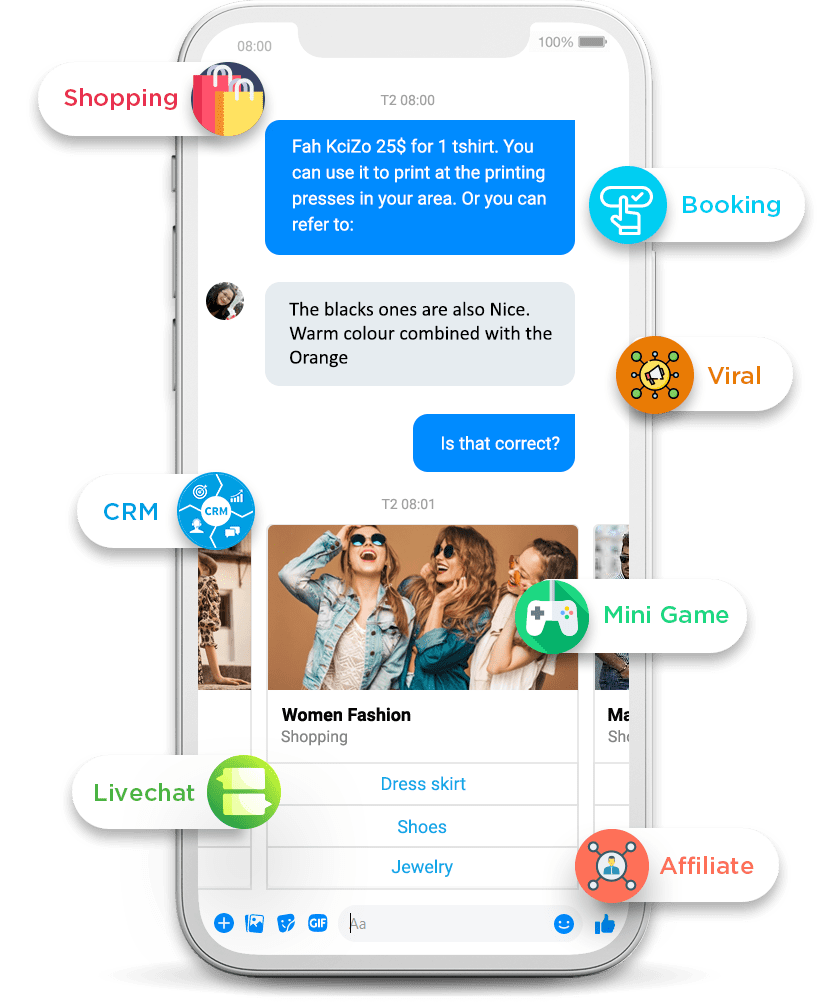 08:00
100%
Shopping
T2 08:00
Fah KciZo 25$ for 1 tshirt. You
can use it to print at the printing
presses in your area. Or you can
refer to:
Booking
The blacks ones are also Nice.
Warm colour combined with the
Orange
Viral
Is that correct?
CRM
CRM
T2 08:01
Mini Game
Women Fashion
Shopping
Ma
Sho
Livechat
Dress skirt
Shoes
Jewelry
Affiliate
GIF
Aa